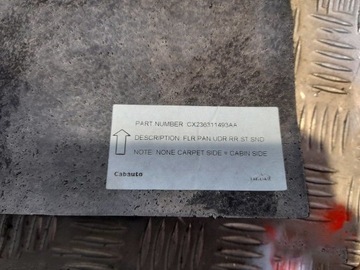 PART NUMBER: CX236311493AA
DESCRIPTION: FLR PAN UDR RR ST SND
NOTE: NONE CARPET SIDE = CABIN SIDE
Cabauto